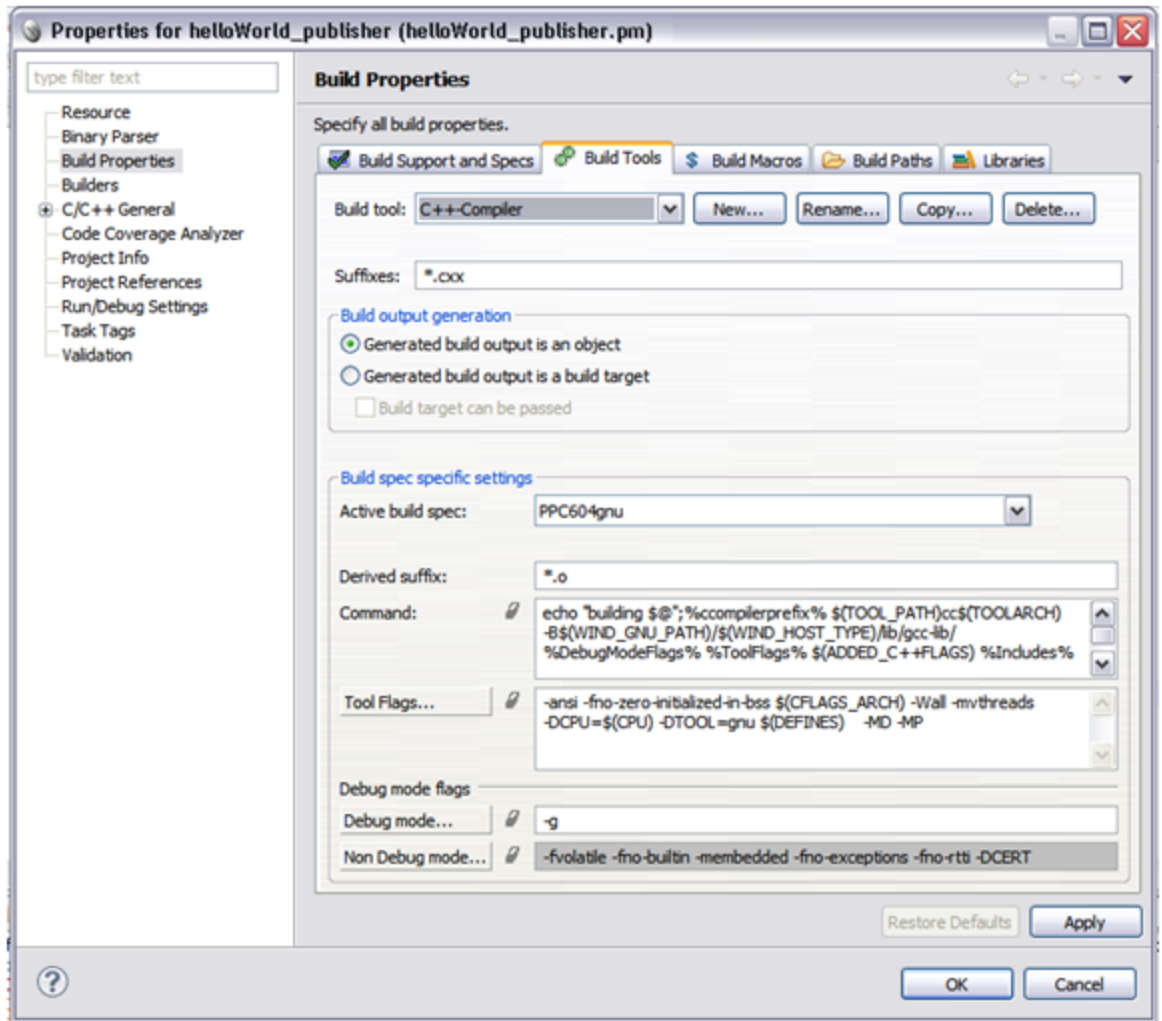 Properties for helloWorld_publisher (helloWorld_publisher.pm)
type filter text
Resource
Binary Parser
Build Properties
Builders
C/C++ General
Code Coverage Analyzer
Project Info
Project References
Run/Debug Settings
Task Tags
Validation
Build Properties
Specify all build properties.
Build Support and Specs Build Tools $ Build Macros Build Paths Libraries
Build tool: C++-Compiler New... Rename... Copy... Delete...
Suffixes: *.cxx
Build output generation
Generated build output is an object
Generated build output is a build target
Build target can be passed
Build spec specific settings
Active build spec: PPC604gnu
Derived suffix: *.o
Command: echo "building $@";%ccompilerprefix% $(TOOL_PATH)cc$(TOOLARCH)
-B$(WIND_GNU_PATH)/$(WIND_HOST_TYPE)/lib/gcc-lib/
%DebugModeFlags% %ToolFlags% $(ADDED_C++FLAGS) %Includes%
Tool Flags... -ansi -fno-zero-initialized-in-bss $(CFLAGS_ARCH) -Wall -mvthreads
-DCPU=$(CPU) -DTOOL=gnu $(DEFINES) -MD -MP
Debug mode flags
Debug mode... -g
Non Debug mode... -fvolatile -fno-builtin -membedded -fno-exceptions -fno-rtti -DCERT
Restore Defaults Apply
? OK Cancel